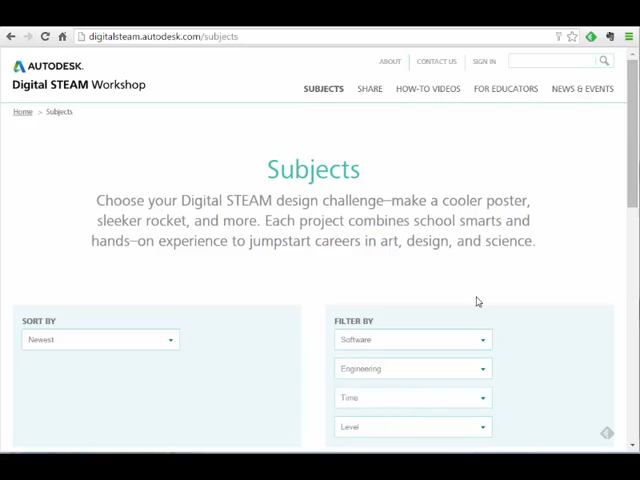 digitalsteam.autodesk.com/subjects
AUTODESK.
Digital STEAM Workshop
ABOUT
CONTACT US
SIGN IN
SUBJECTS
SHARE
HOW-TO VIDEOS
FOR EDUCATORS
NEWS & EVENTS
Home > Subjects
Subjects
Choose your Digital STEAM design challenge–make a cooler poster,
sleeker rocket, and more. Each project combines school smarts and
hands–on experience to jumpstart careers in art, design, and science.
SORT BY
Newest
FILTER BY
Software
Engineering
Time
Level